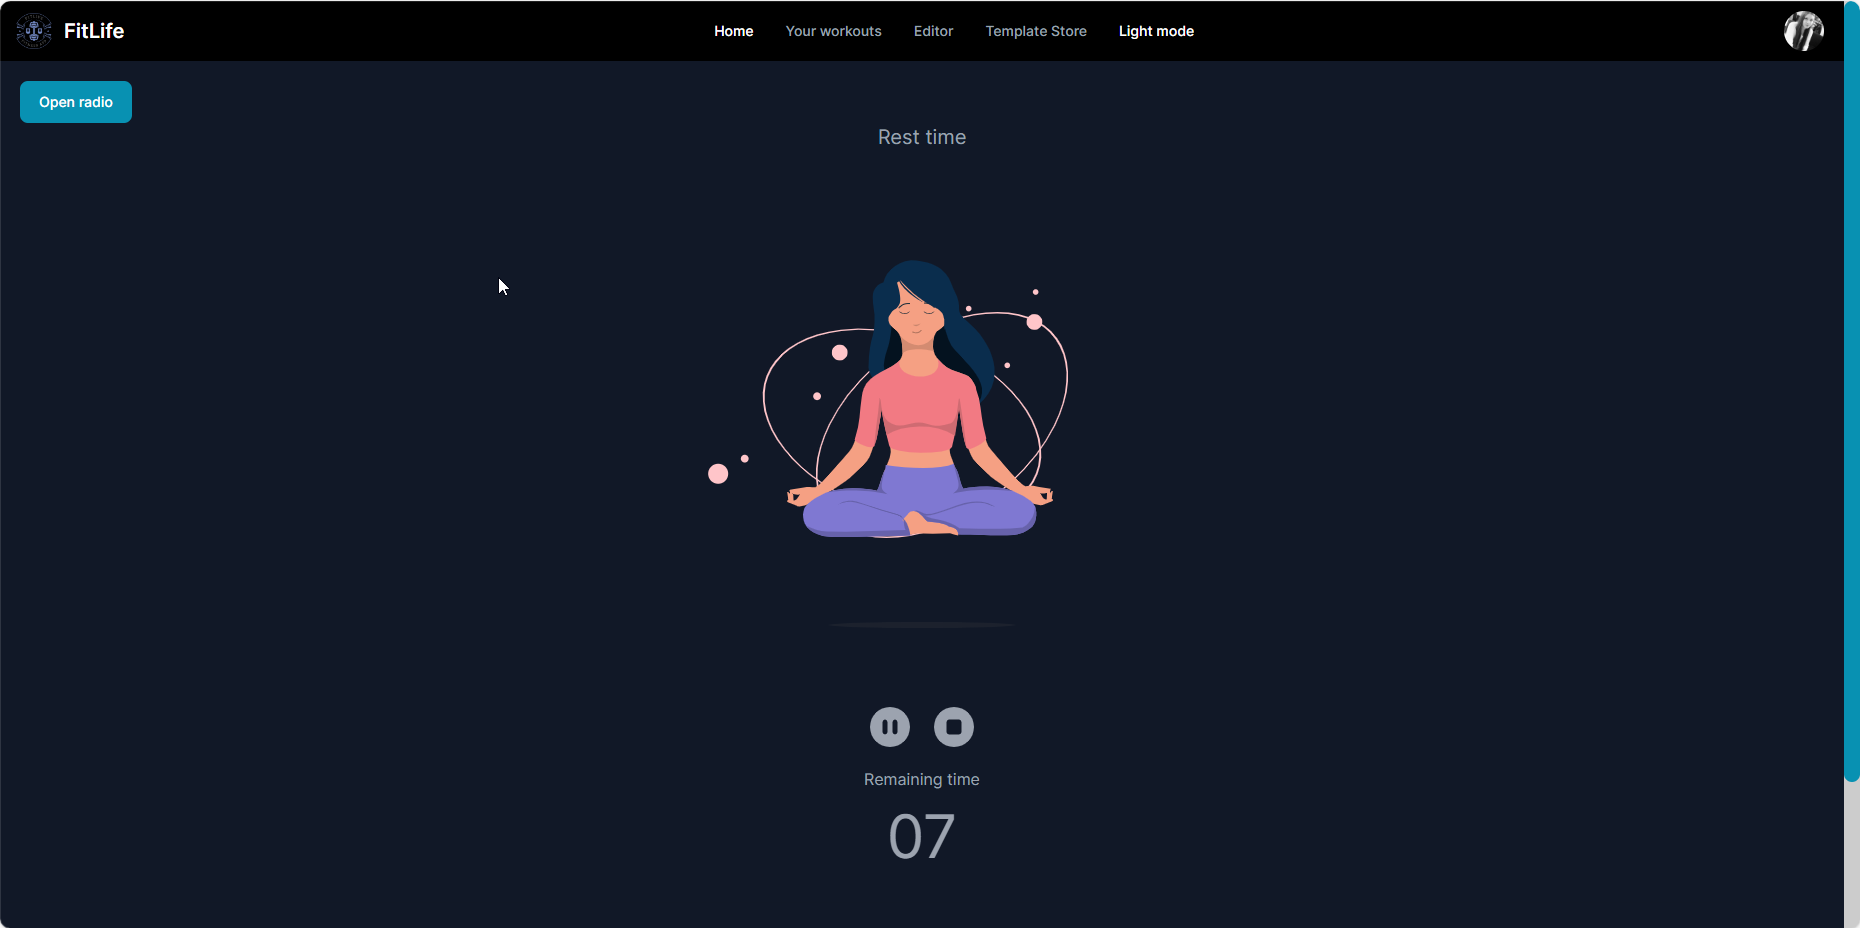 FitLife
Home
Your workouts
Editor
Template Store
Light mode
Open radio
Rest time
Remaining time
07